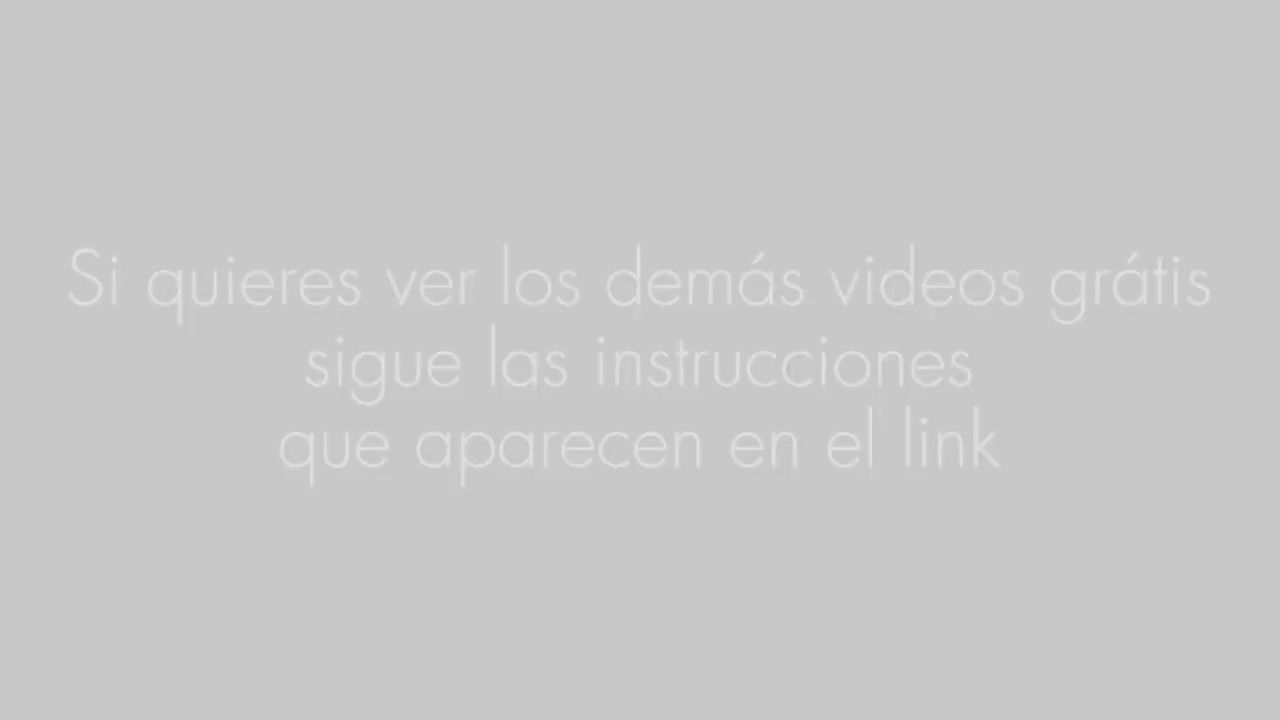 Si quieres ver los demás videos grátis
sigue las instrucciones
que aparecen en el link